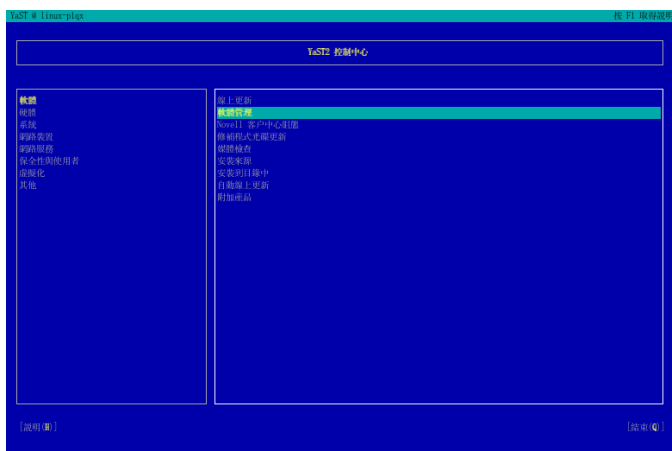 YaST @ linux-plqx
按 F1 取得說明
YaST2 控制中心
軟體
硬體
系統
網路裝置
網路服務
保全性與使用者
虛擬化
其他
線上更新
軟體管理
Novell 客戶中心組態
修補程式光碟更新
媒體檢查
安裝來源
安裝到目錄中
自動線上更新
附加產品
[說明(H)]
[結束(Q)]